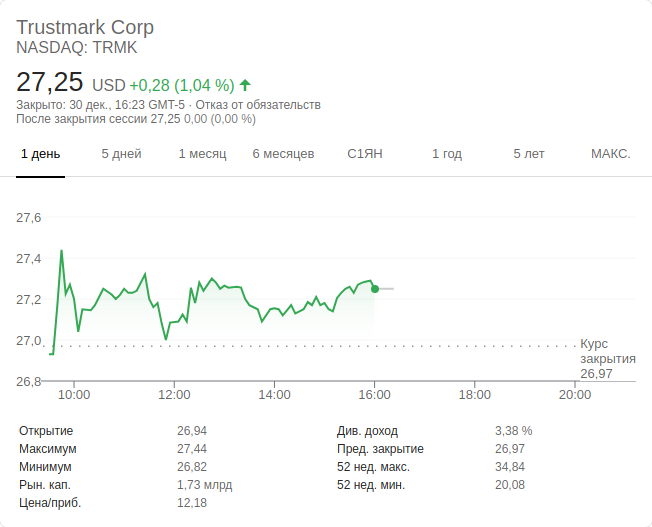 Trustmark Corp
NASDAQ: TRMK
27,25 USD +0,28 (1,04 %)
Закрыто: 30 дек., 16:23 GMT-5 · Отказ от обязательств
После закрытия сессии 27,25 0,00 (0,00 %)
1 день 5 дней 1 месяц 6 месяцев С1ЯН 1 год 5 лет МАКС.
27,6
27,4
27,2
27,0
Курс
закрытия
26,97
26,8
10:00 12:00 14:00 16:00 18:00 20:00
Открытие 26,94 Див. доход 3,38 %
Максимум 27,44 Пред. закрытие 26,97
Минимум 26,82 52 нед. макс. 34,84
Рын. кап. 1,73 млрд 52 нед. мин. 20,08
Цена/приб. 12,18